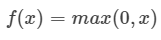 f(x) = max(0, x)